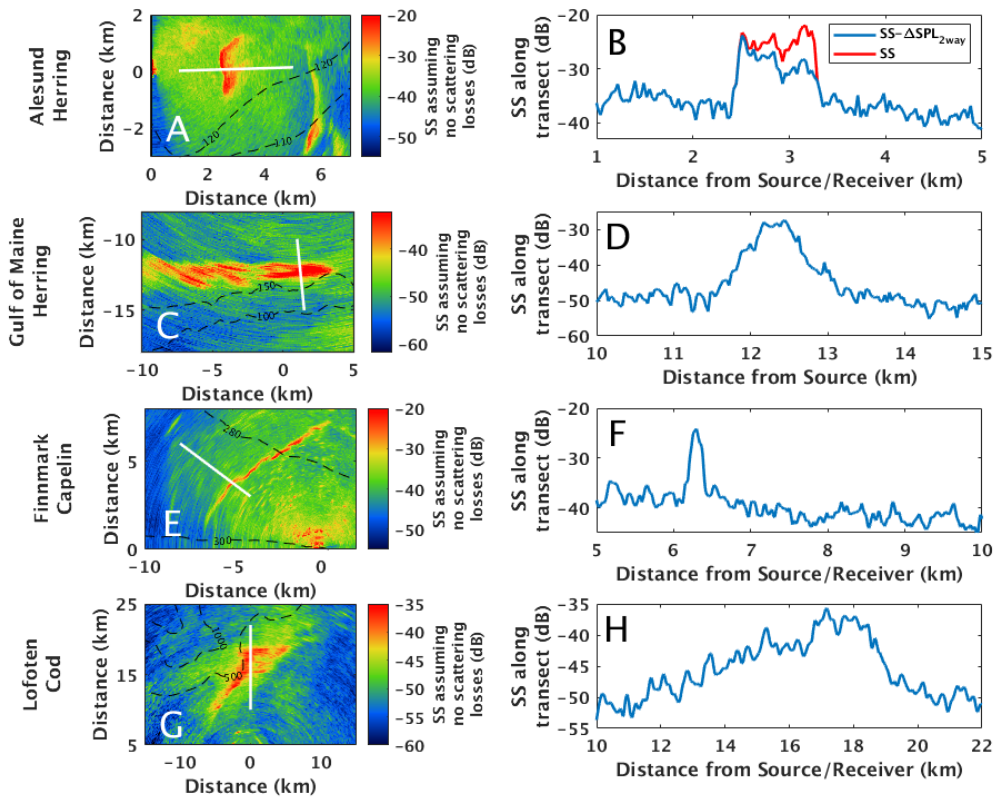 Alesund
Herring
Distance (km)
2
0
-2
A
120
120
110
0
2
4
6
Distance (km)
-20
-30
-40
-50
SS assuming
no scattering
losses (dB)
SS along
transect (dB)
-20
-30
-40
B
SS-ΔSPL2way
SS
1
2
3
4
5
Distance from Source/Receiver (km)
Gulf of Maine
Herring
Distance (km)
-10
-15
C
150
100
-10
-5
0
5
Distance (km)
-40
-50
-60
SS assuming
no scattering
losses (dB)
SS along
transect (dB)
-30
-40
-50
-60
D
10
11
12
13
14
15
Distance from Source (km)
Finnmark
Capelin
Distance (km)
5
0
E
280
300
-10
-5
0
Distance (km)
-20
-30
-40
-50
SS assuming
no scattering
losses (dB)
SS along
transect (dB)
-20
-30
-40
F
5
6
7
8
9
10
Distance from Source/Receiver (km)
Lofoten
Cod
Distance (km)
25
15
5
G
1000
500
-10
0
10
Distance (km)
-35
-40
-45
-50
-55
-60
SS assuming
no scattering
losses (dB)
SS along
transect (dB)
-35
-40
-45
-50
-55
H
10
12
14
16
18
20
22
Distance from Source/Receiver (km)